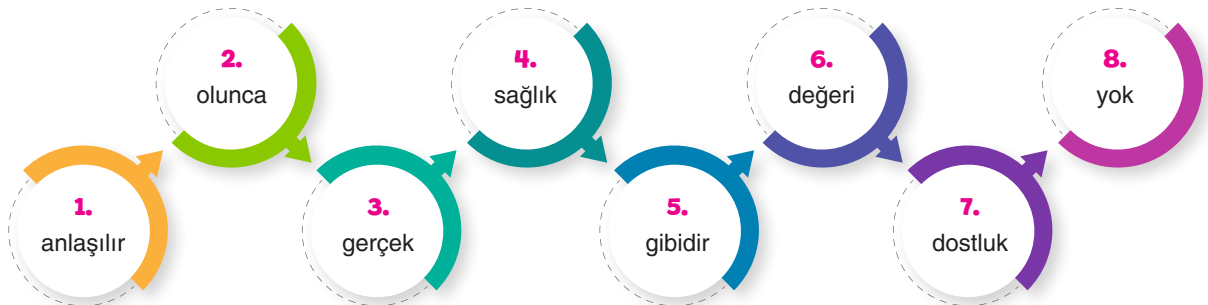 1.
anlaşılır
2.
olunca
3.
gerçek
4.
sağlık
5.
gibidir
6.
değeri
7.
dostluk
8.
yok